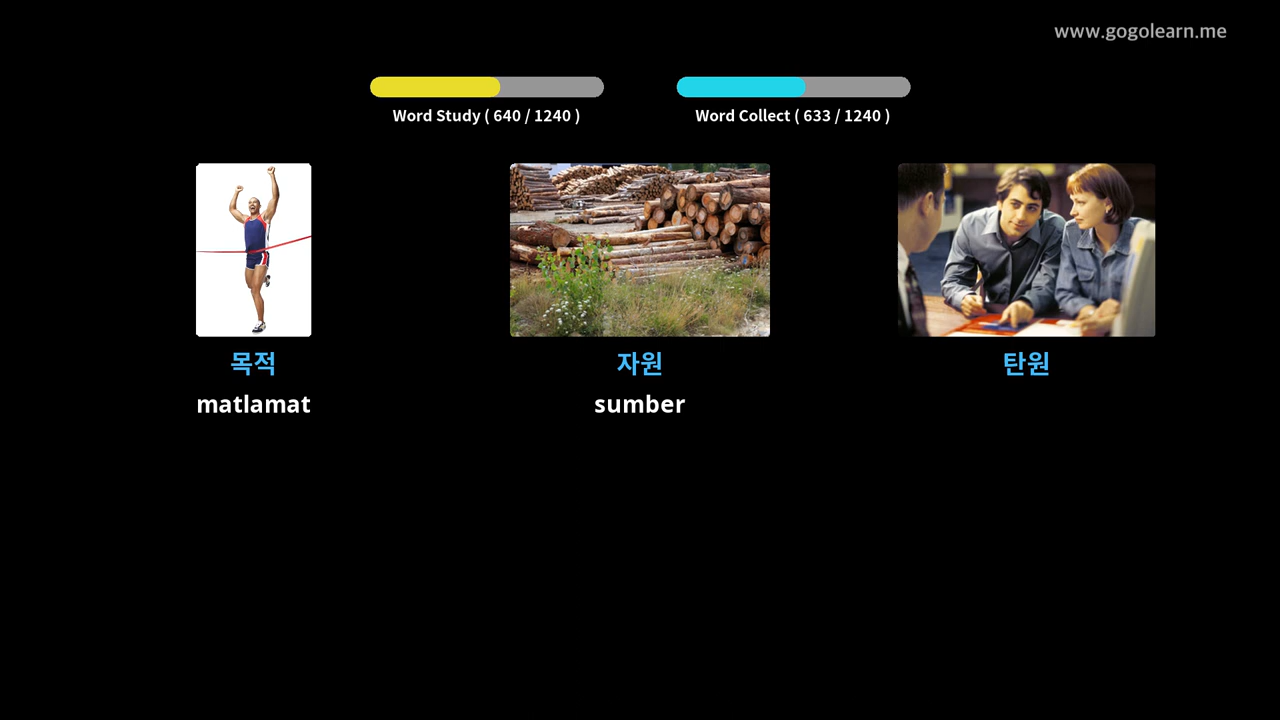 www.gogolearn.me
Word Study ( 640 / 1240 )
Word Collect ( 633 / 1240 )
목적
자원
탄원
matlamat
sumber